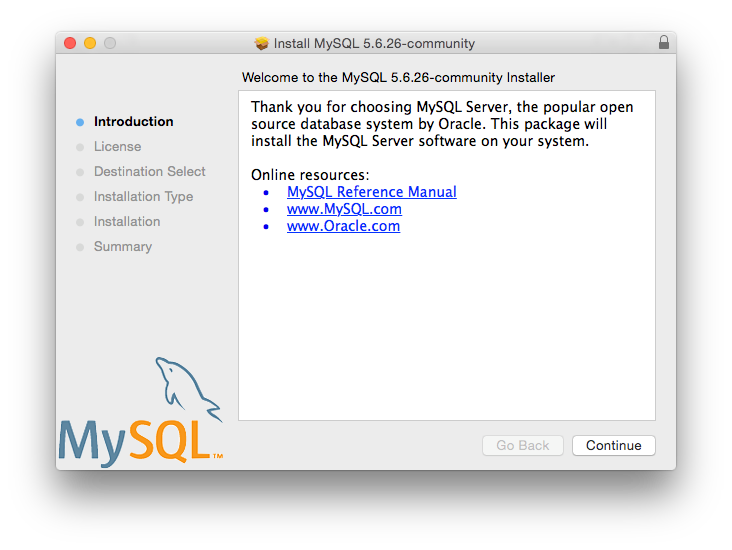 Install MySQL 5.6.26-community
Welcome to the MySQL 5.6.26-community Installer
Introduction
License
Destination Select
Installation Type
Installation
Summary
Thank you for choosing MySQL Server, the popular open
source database system by Oracle. This package will
install the MySQL Server software on your system.
Online resources:
• MySQL Reference Manual
• www.MySQL.com
• www.Oracle.com
MySQL™
Go Back
Continue